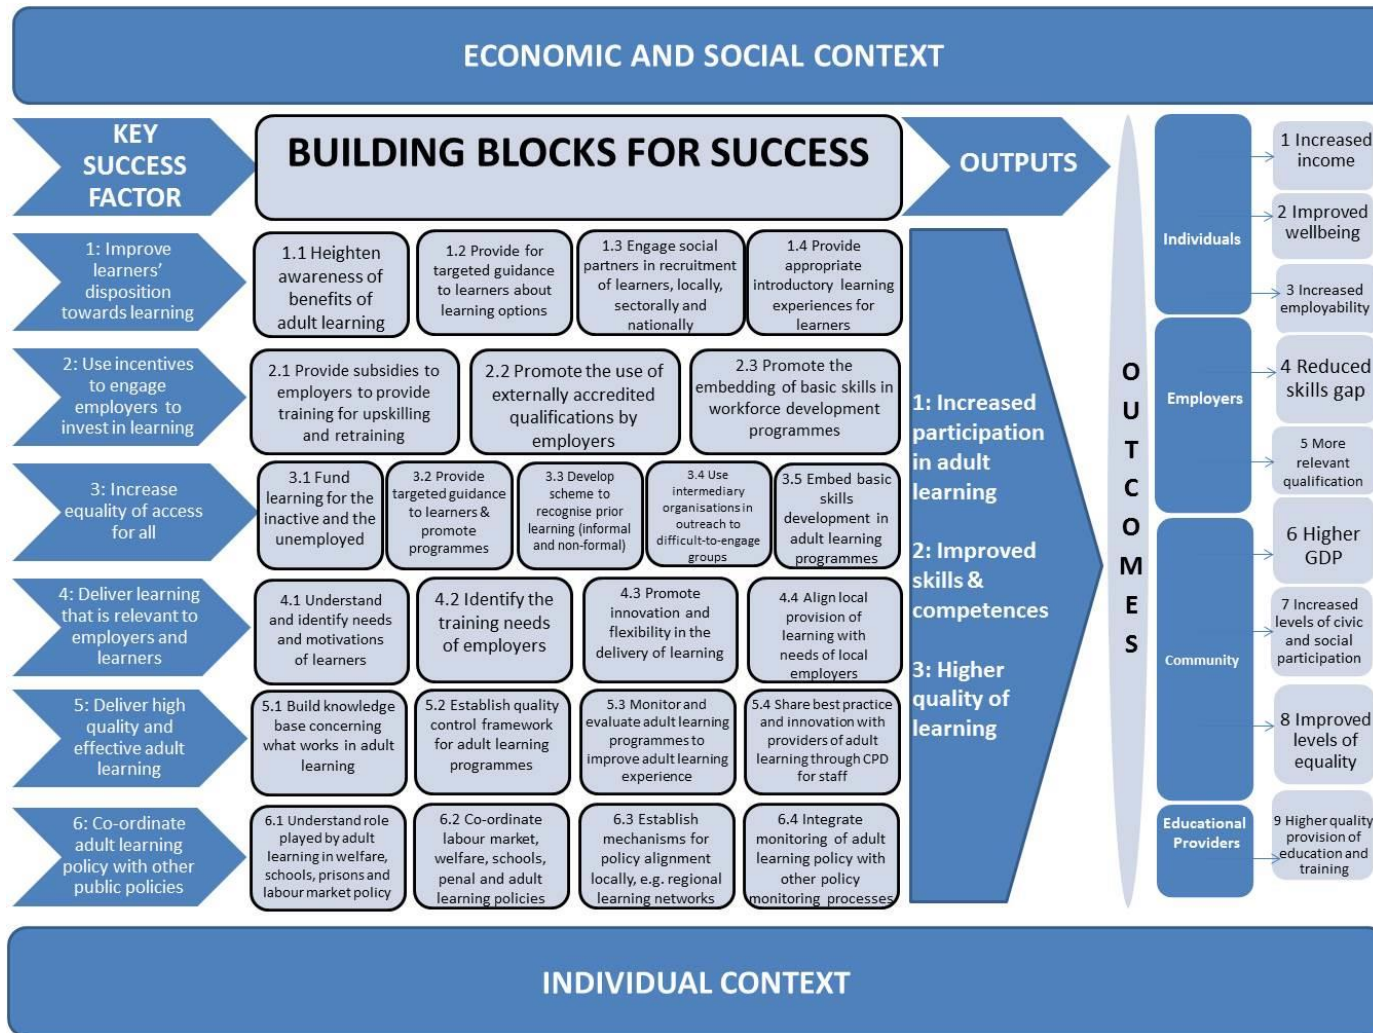 ECONOMIC AND SOCIAL CONTEXT
KEY
SUCCESS
FACTOR
BUILDING BLOCKS FOR SUCCESS
OUTPUTS
1: Improve
learners'
disposition
towards learning
1.1 Heighten
awareness of
benefits of
adult learning
1.2 Provide for
targeted guidance
to learners about
learning options
1.3 Engage social
partners in recruitment
of learners, locally,
sectorally and
nationally
1.4 Provide
appropriate
introductory learning
experiences for
learners
2: Use incentives
to engage
employers to
invest in learning
2.1 Provide subsidies to
employers to provide
training for upskilling
and retraining
2.2 Promote the use of
externally accredited
qualifications by
employers
2.3 Promote the
embedding of basic skills in
workforce development
programmes
3: Increase
equality of access
for all
3.1 Fund
learning for the
inactive and the
unemployed
3.2 Provide
targeted guidance
to learners &
promote
programmes
3.3 Develop
scheme to
recognise prior
learning (informal
and non-formal)
3.4 Use
intermediary
organisations in
outreach to
difficult-to-engage
groups
3.5 Embed basic
skills
development in
adult learning
programmes
4: Deliver learning
that is relevant to
employers and
learners
4.1 Understand
and identify needs
and motivations
of learners
4.2 Identify the
training needs
of employers
4.3 Promote
innovation and
flexibility in the
delivery of learning
4.4 Align local
provision of
learning with
needs of local
employers
5: Deliver high
quality and
effective adult
learning
5.1 Build knowledge
base concerning
what works in adult
learning
5.2 Establish quality
control framework
for adult learning
programmes
5.3 Monitor and
evaluate adult learning
programmes to
improve adult learning
experience
5.4 Share best practice
and innovation with
providers of adult
learning through CPD
for staff
6: Co-ordinate
adult learning
policy with other
public policies
6.1 Understand role
played by adult
learning in welfare,
schools, prisons and
labour market policy
6.2 Co-ordinate
labour market,
welfare, schools,
penal and adult
learning policies
6.3 Establish
mechanisms for
policy alignment
locally, e.g. regional
learning networks
6.4 Integrate
monitoring of adult
learning policy with
other policy
monitoring processes
1: Increased
participation
in adult
learning
2: Improved
skills &
competences
3: Higher
quality of
learning
OUTCOMES
Individuals
1 Increased
income
2 Improved
wellbeing
3 Increased
employability
Employers
4 Reduced
skills gap
5 More
relevant
qualification
Community
6 Higher
GDP
7 Increased
levels of civic
and social
participation
8 Improved
levels of
equality
Educational
Providers
9 Higher quality
provision of
education and
training
INDIVIDUAL CONTEXT